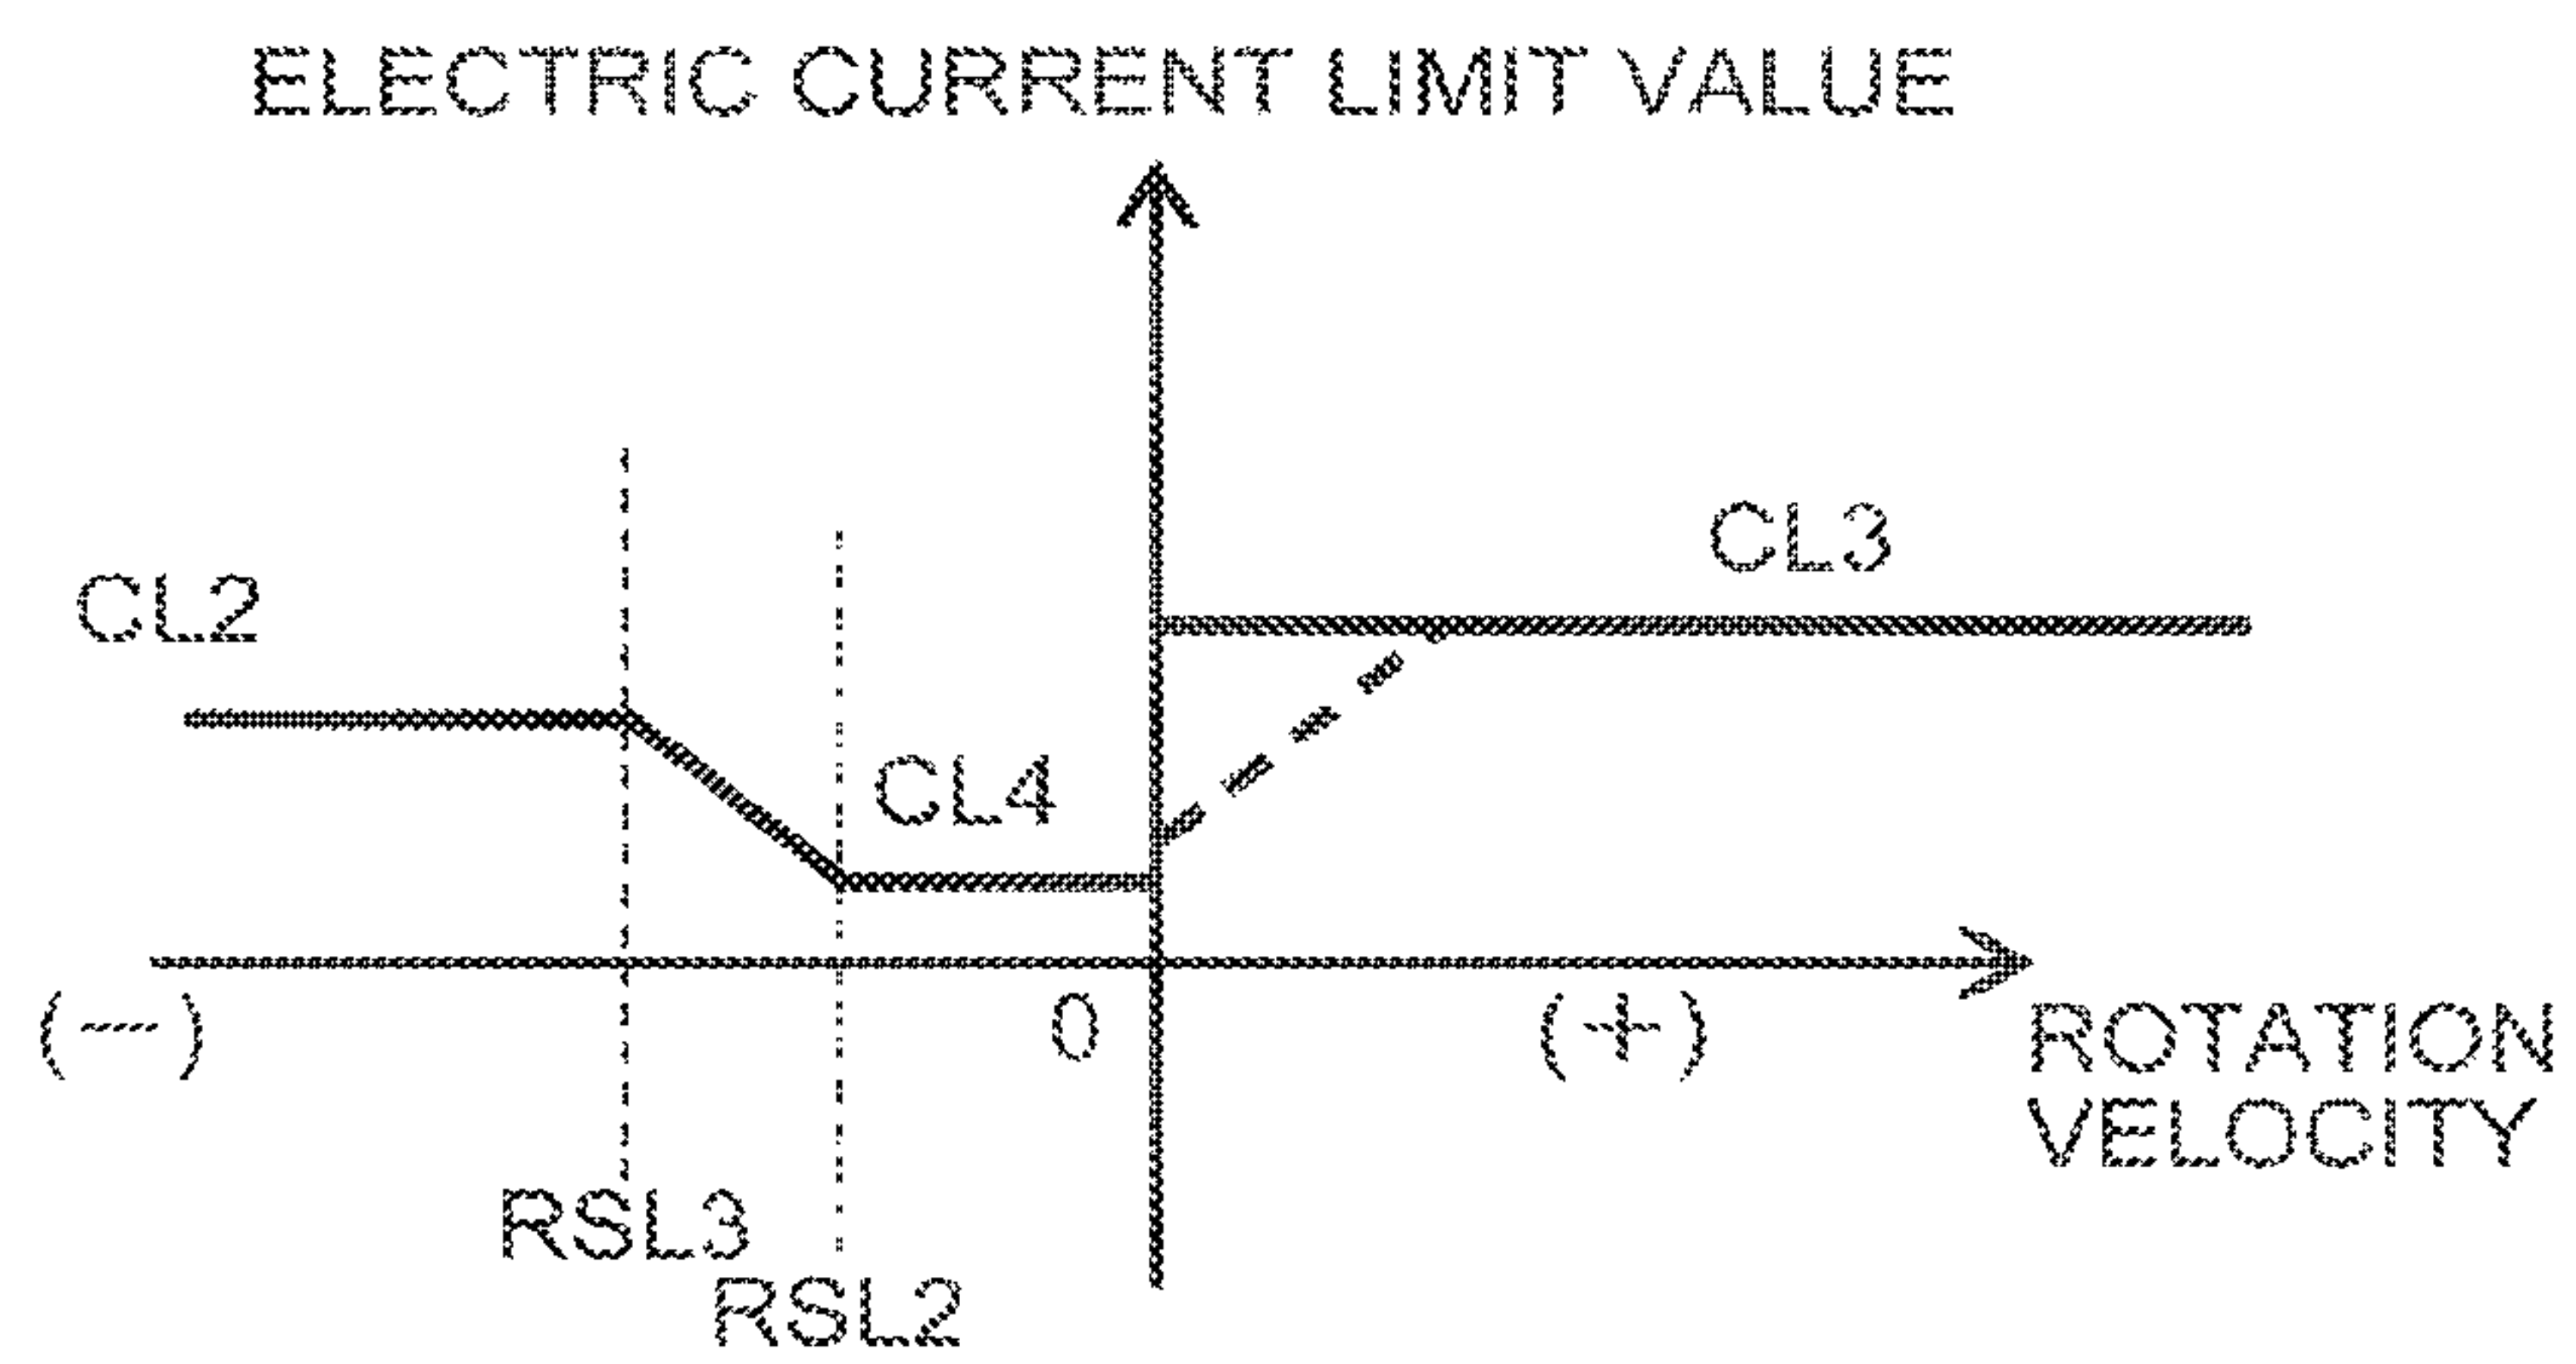 ELECTRIC CURRENT LIMIT VALUE
CL3
CL2
CL4
(—)
0
(+)
ROTATION
VELOCITY
RSL3
RSL2